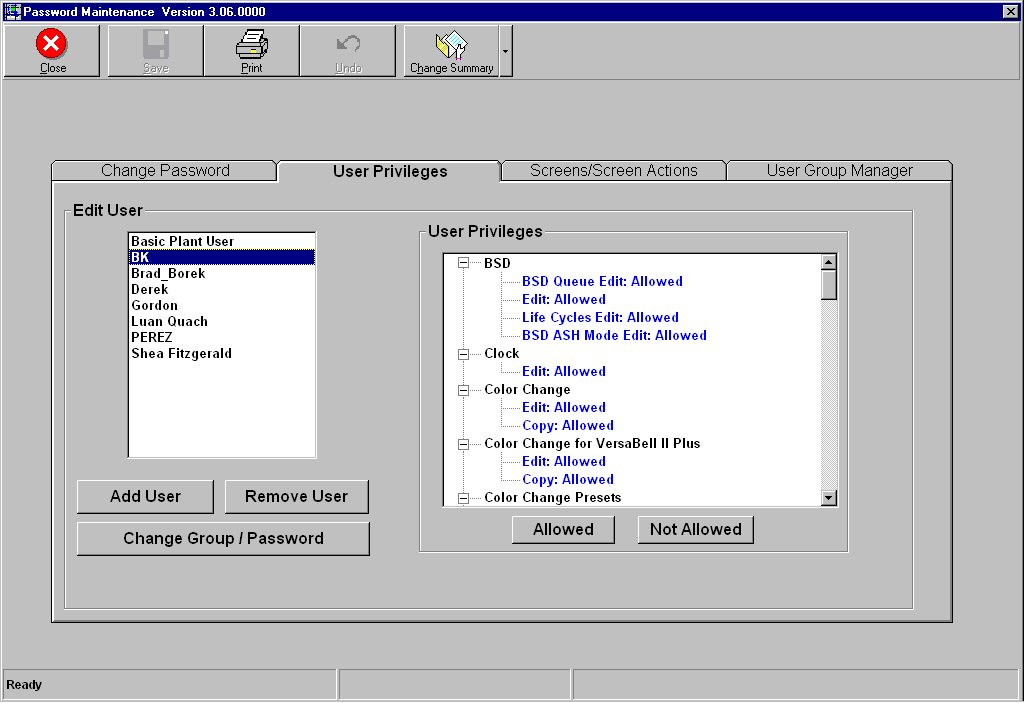 Password Maintenance  Version 3.06.0000
Close
Save
Print
Undo
Change Summary
Change Password
User Privileges
Screens/Screen Actions
User Group Manager
Edit User
Basic Plant User
BK
Brad_Borek
Derek
Gordon
Luan Quach
PEREZ
Shea Fitzgerald
Add User
Remove User
Change Group / Password
User Privileges
BSD
BSD Queue Edit: Allowed
Edit: Allowed
Life Cycles Edit: Allowed
BSD ASH Mode Edit: Allowed
Clock
Edit: Allowed
Color Change
Edit: Allowed
Copy: Allowed
Color Change for VersaBell II Plus
Edit: Allowed
Copy: Allowed
Color Change Presets
Allowed
Not Allowed
Ready